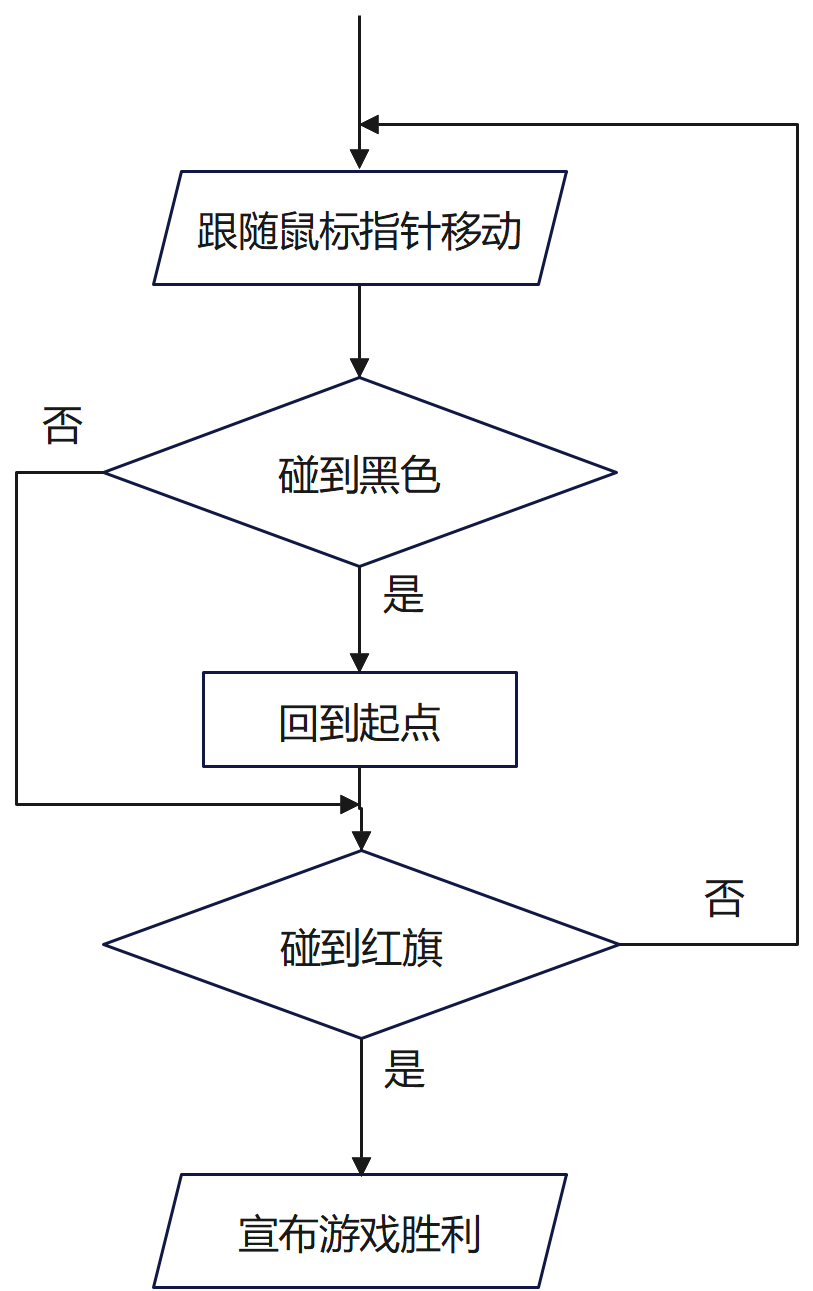 跟随鼠标指针移动
否
碰到黑色
是
回到起点
否
碰到红旗
是
宣布游戏胜利